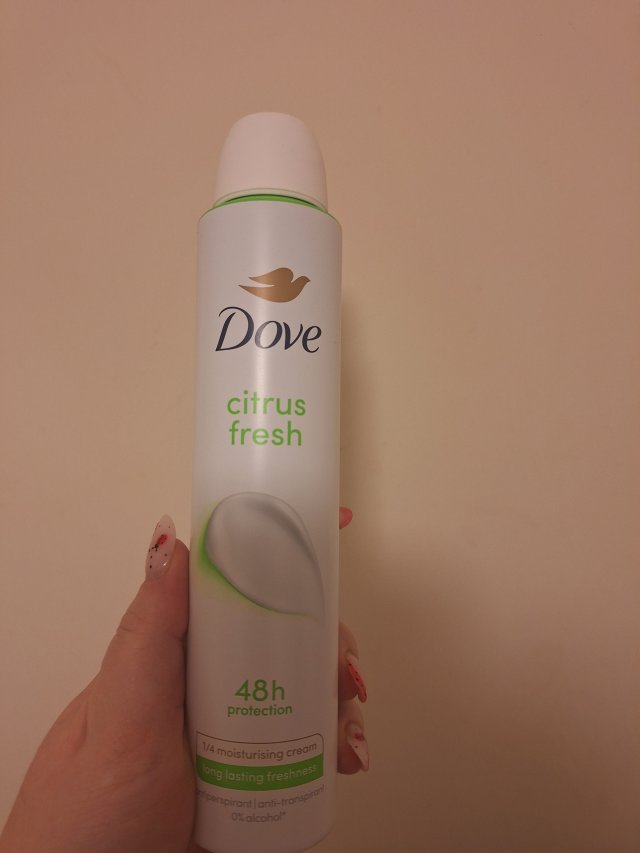 Dove
citrus
fresh
48h
protection
1/4 moisturising cream
long lasting freshness
antiperspirant | anti-transpirant
0% alcohol*